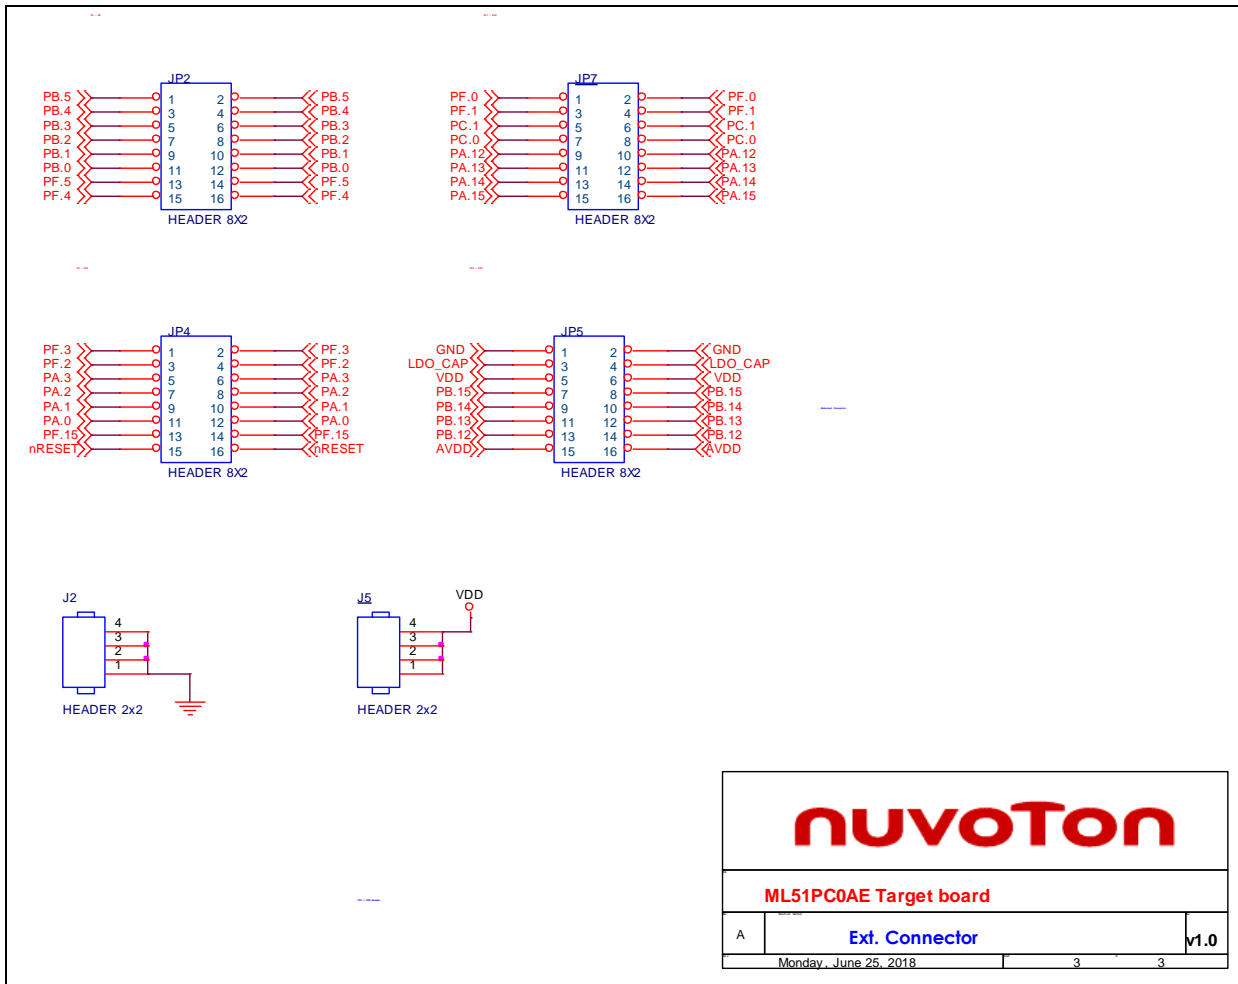 JP2
PB.5 1 2 PB.5
PB.4 3 4 PB.4
PB.3 5 6 PB.3
PB.2 7 8 PB.2
PB.1 9 10 PB.1
PB.0 11 12 PB.0
PF.5 13 14 PF.5
PF.4 15 16 PF.4
HEADER 8X2
JP7
PF.0 1 2 PF.0
PF.1 3 4 PF.1
PC.1 5 6 PC.1
PC.0 7 8 PC.0
PA.12 9 10 PA.12
PA.13 11 12 PA.13
PA.14 13 14 PA.14
PA.15 15 16 PA.15
HEADER 8X2
JP4
PF.3 1 2 PF.3
PF.2 3 4 PF.2
PA.3 5 6 PA.3
PA.2 7 8 PA.2
PA.1 9 10 PA.1
PA.0 11 12 PA.0
PF.15 13 14 PF.15
nRESET 15 16 nRESET
HEADER 8X2
JP5
GND 1 2 GND
LDO_CAP 3 4 LDO_CAP
VDD 5 6 VDD
PB.15 7 8 PB.15
PB.14 9 10 PB.14
PB.13 11 12 PB.13
PB.12 13 14 PB.12
AVDD 15 16 AVDD
HEADER 8X2
J2
4
3
2
1
HEADER 2x2
J5
VDD
4
3
2
1
HEADER 2x2
nuvoTon
ML51PC0AE Target board
A Ext. Connector v1.0
Monday, June 25, 2018 3 3